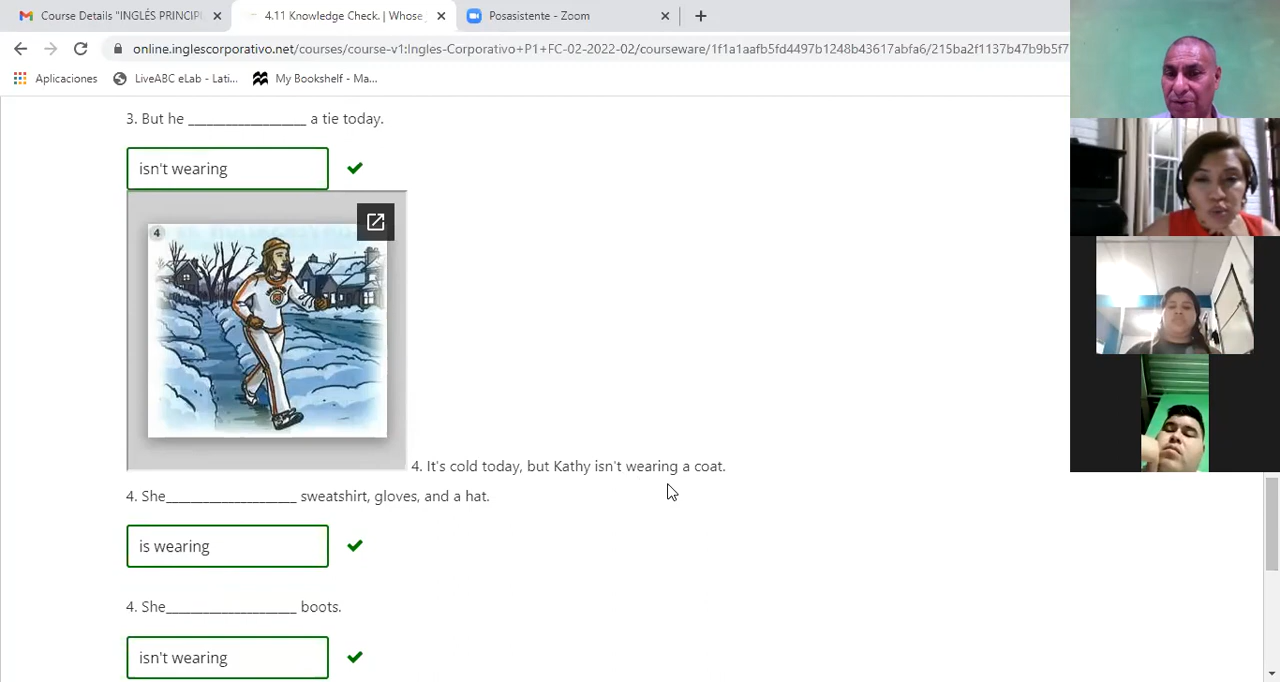 Course Details "INGLÉS PRINCIPI
4.11 Knowledge Check. | Whose
Posasistente - Zoom
online.inglescorporativo.net/courses/course-v1:Ingles-Corporativo+P1+FC-02-2022-02/courseware/1f1a1aafb5fd4497b1248b43617abfa6/215ba2f1137b47b9b5f7
Aplicaciones
LiveABC eLab - Lati...
My Bookshelf - Ma...
3. But he __________________ a tie today.
isn't wearing
4
4. It's cold today, but Kathy isn't wearing a coat.
4. She____________________ sweatshirt, gloves, and a hat.
is wearing
4. She____________________ boots.
isn't wearing